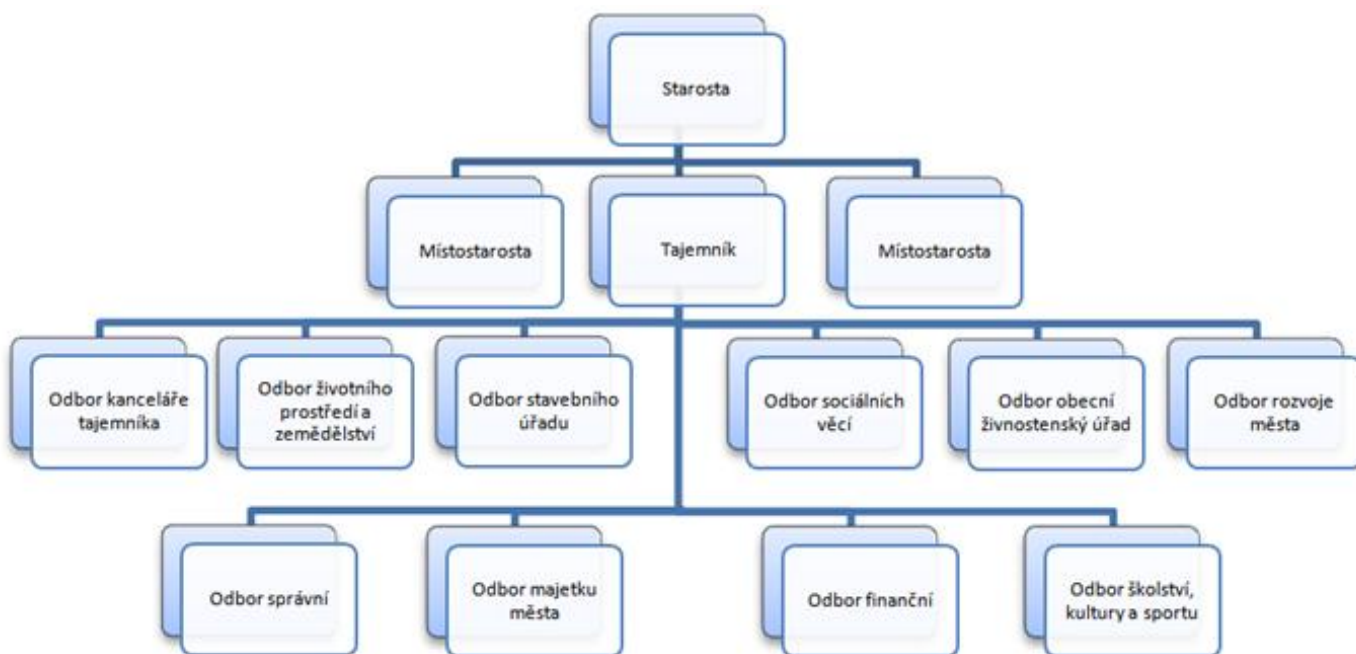 Starosta
Místostarosta
Tajemník
Místostarosta
Odbor kanceláře
tajemníka
Odbor životního
prostředí a
zemědělství
Odbor stavebního
úřadu
Odbor sociálních
věcí
Odbor obecní
živnostenský úřad
Odbor rozvoje
města
Odbor správní
Odbor majetku
města
Odbor finanční
Odbor školství,
kultury a sportu